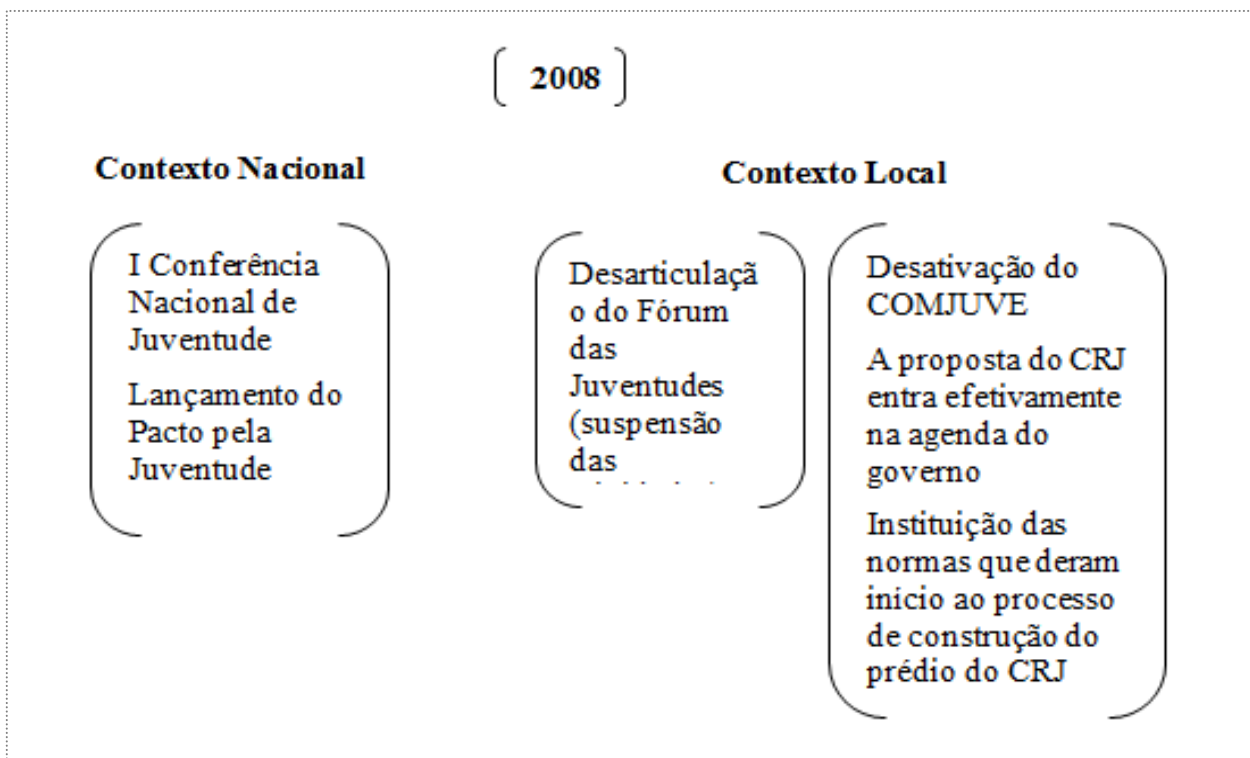 2008
Contexto Nacional
Contexto Local
I Conferência
Nacional de
Juventude
Lançamento do
Pacto pela
Juventude
Desarticulaçã
o do Fórum
das
Juventudes
(suspensão
das
Desativação do
COMJUVE
A proposta do CRJ
entra efetivamente
na agenda do
governo
Instituição das
normas que deram
início ao processo
de construção do
prédio do CRJ